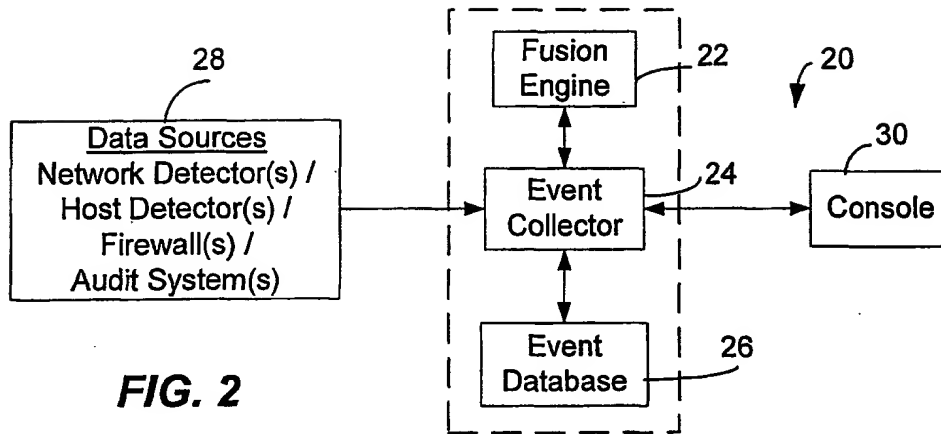 28
Data Sources
Network Detector(s) /
Host Detector(s) /
Firewall(s) /
Audit System(s)
Fusion
Engine
22
20
Event
Collector
24
30
Console
Event
Database
26
FIG. 2